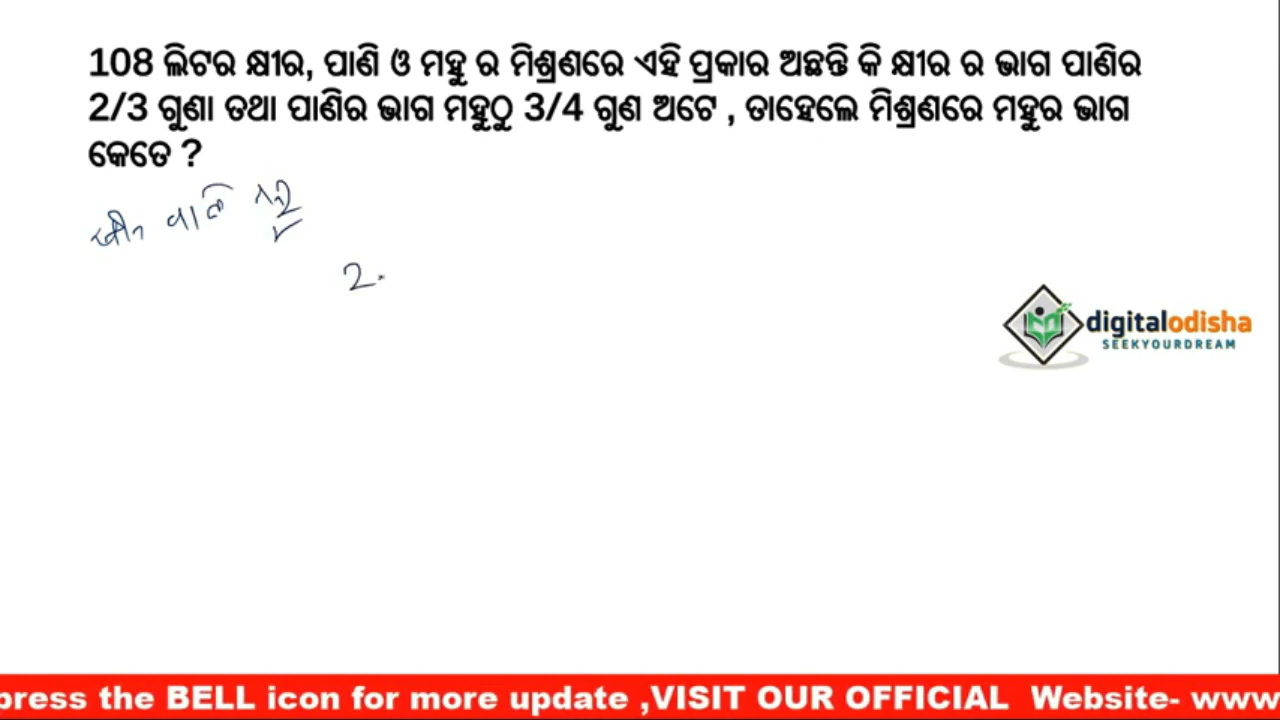 108 ଲିଟର କ୍ଷୀର, ପାଣି ଓ ମହୁ ର ମିଶ୍ରଣରେ ଏହି ପ୍ରକାର ଅଛନ୍ତି କି କ୍ଷୀର ର ଭାଗ ପାଣିର
2/3 ଗୁଣା ତଥା ପାଣିର ଭାଗ ମହୁଠୁ 3/4 ଗୁଣ ଅଟେ , ତାହେଲେ ମିଶ୍ରଣରେ ମହୁର ଭାଗ
କେତେ ?
କ୍ଷୀର ପାଣି ମହୁ
2.
digitalodisha
SEEKYOURDREAM
press the BELL icon for more update ,VISIT OUR OFFICIAL Website- www